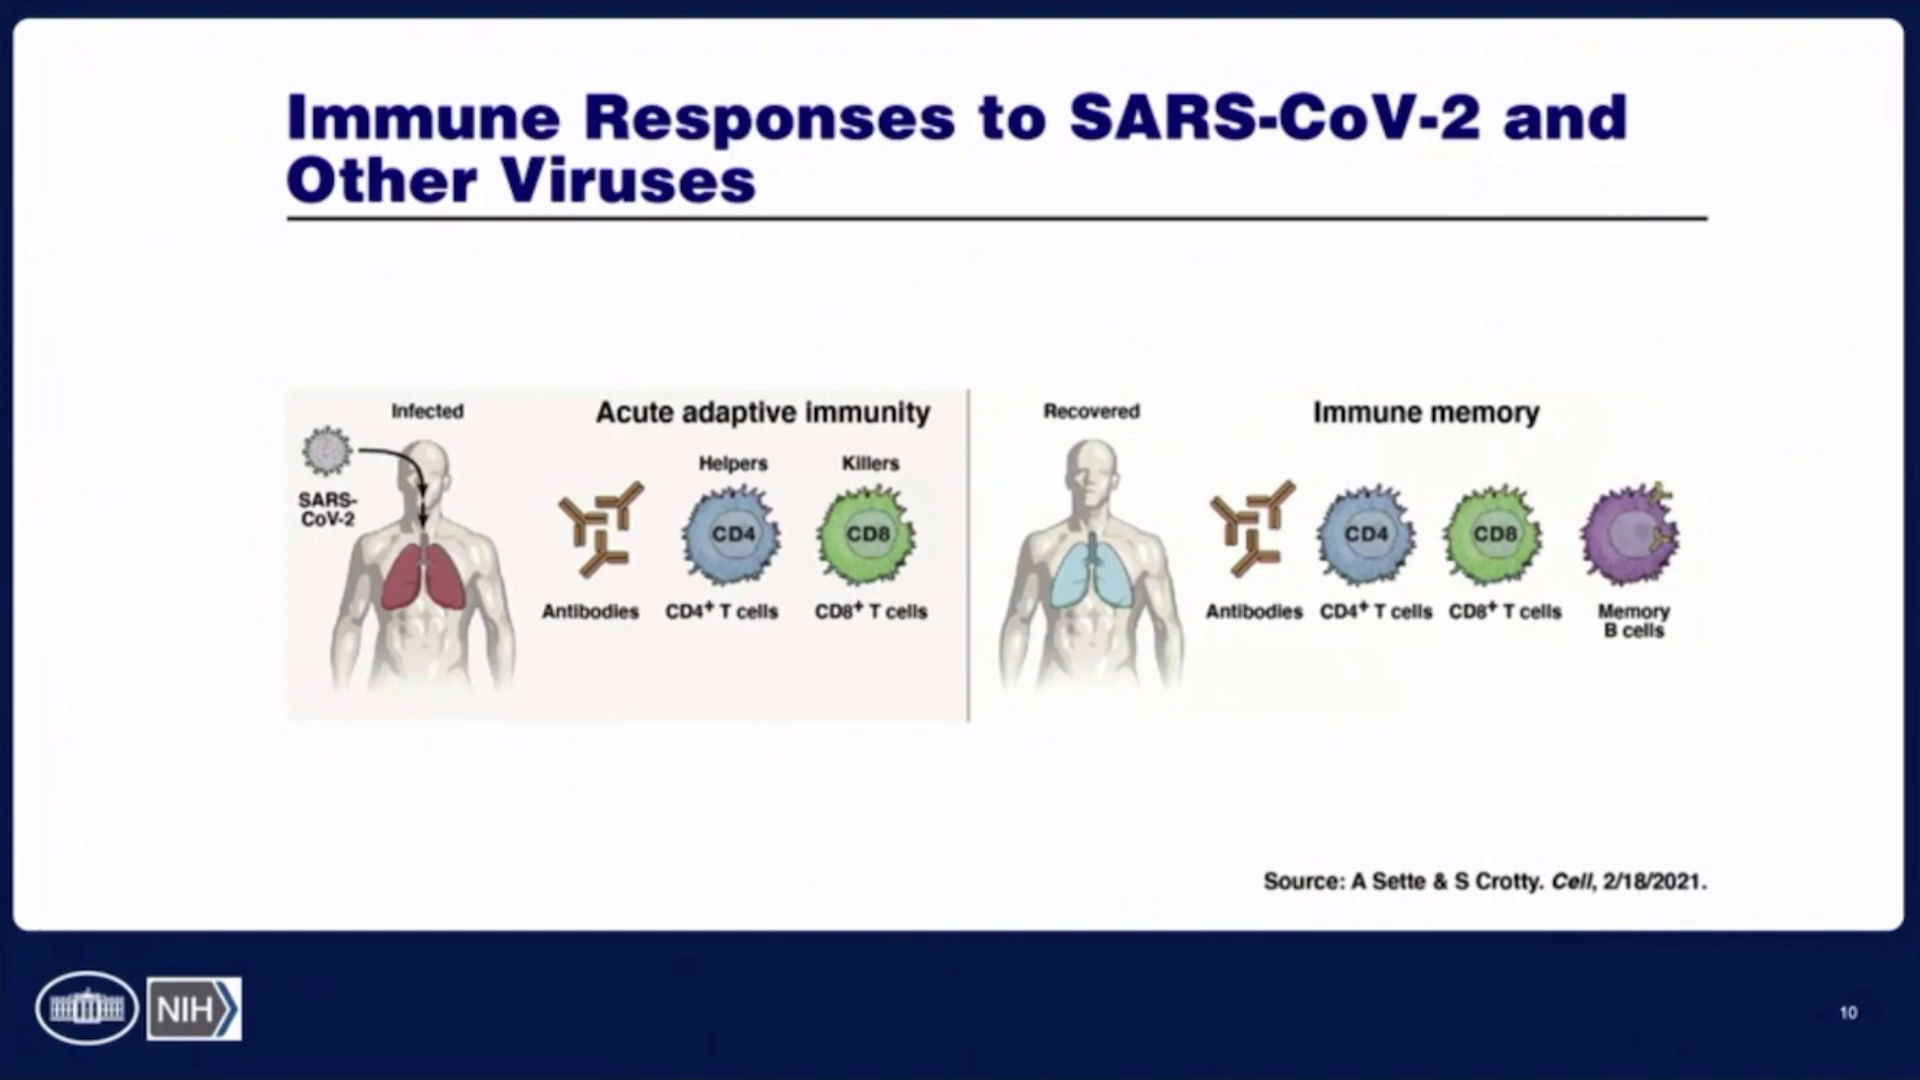 Immune Responses to SARS-CoV-2 and
Other Viruses
Infected
Acute adaptive immunity
SARS-
CoV-2
Helpers
Killers
CD4
CD8
Antibodies
CD4+ T cells
CD8+ T cells
Recovered
Immune memory
CD4
CD8
Antibodies
CD4+ T cells
CD8+ T cells
Memory
B cells
Source: A Sette & S Crotty. Cell, 2/18/2021.
NIH
10